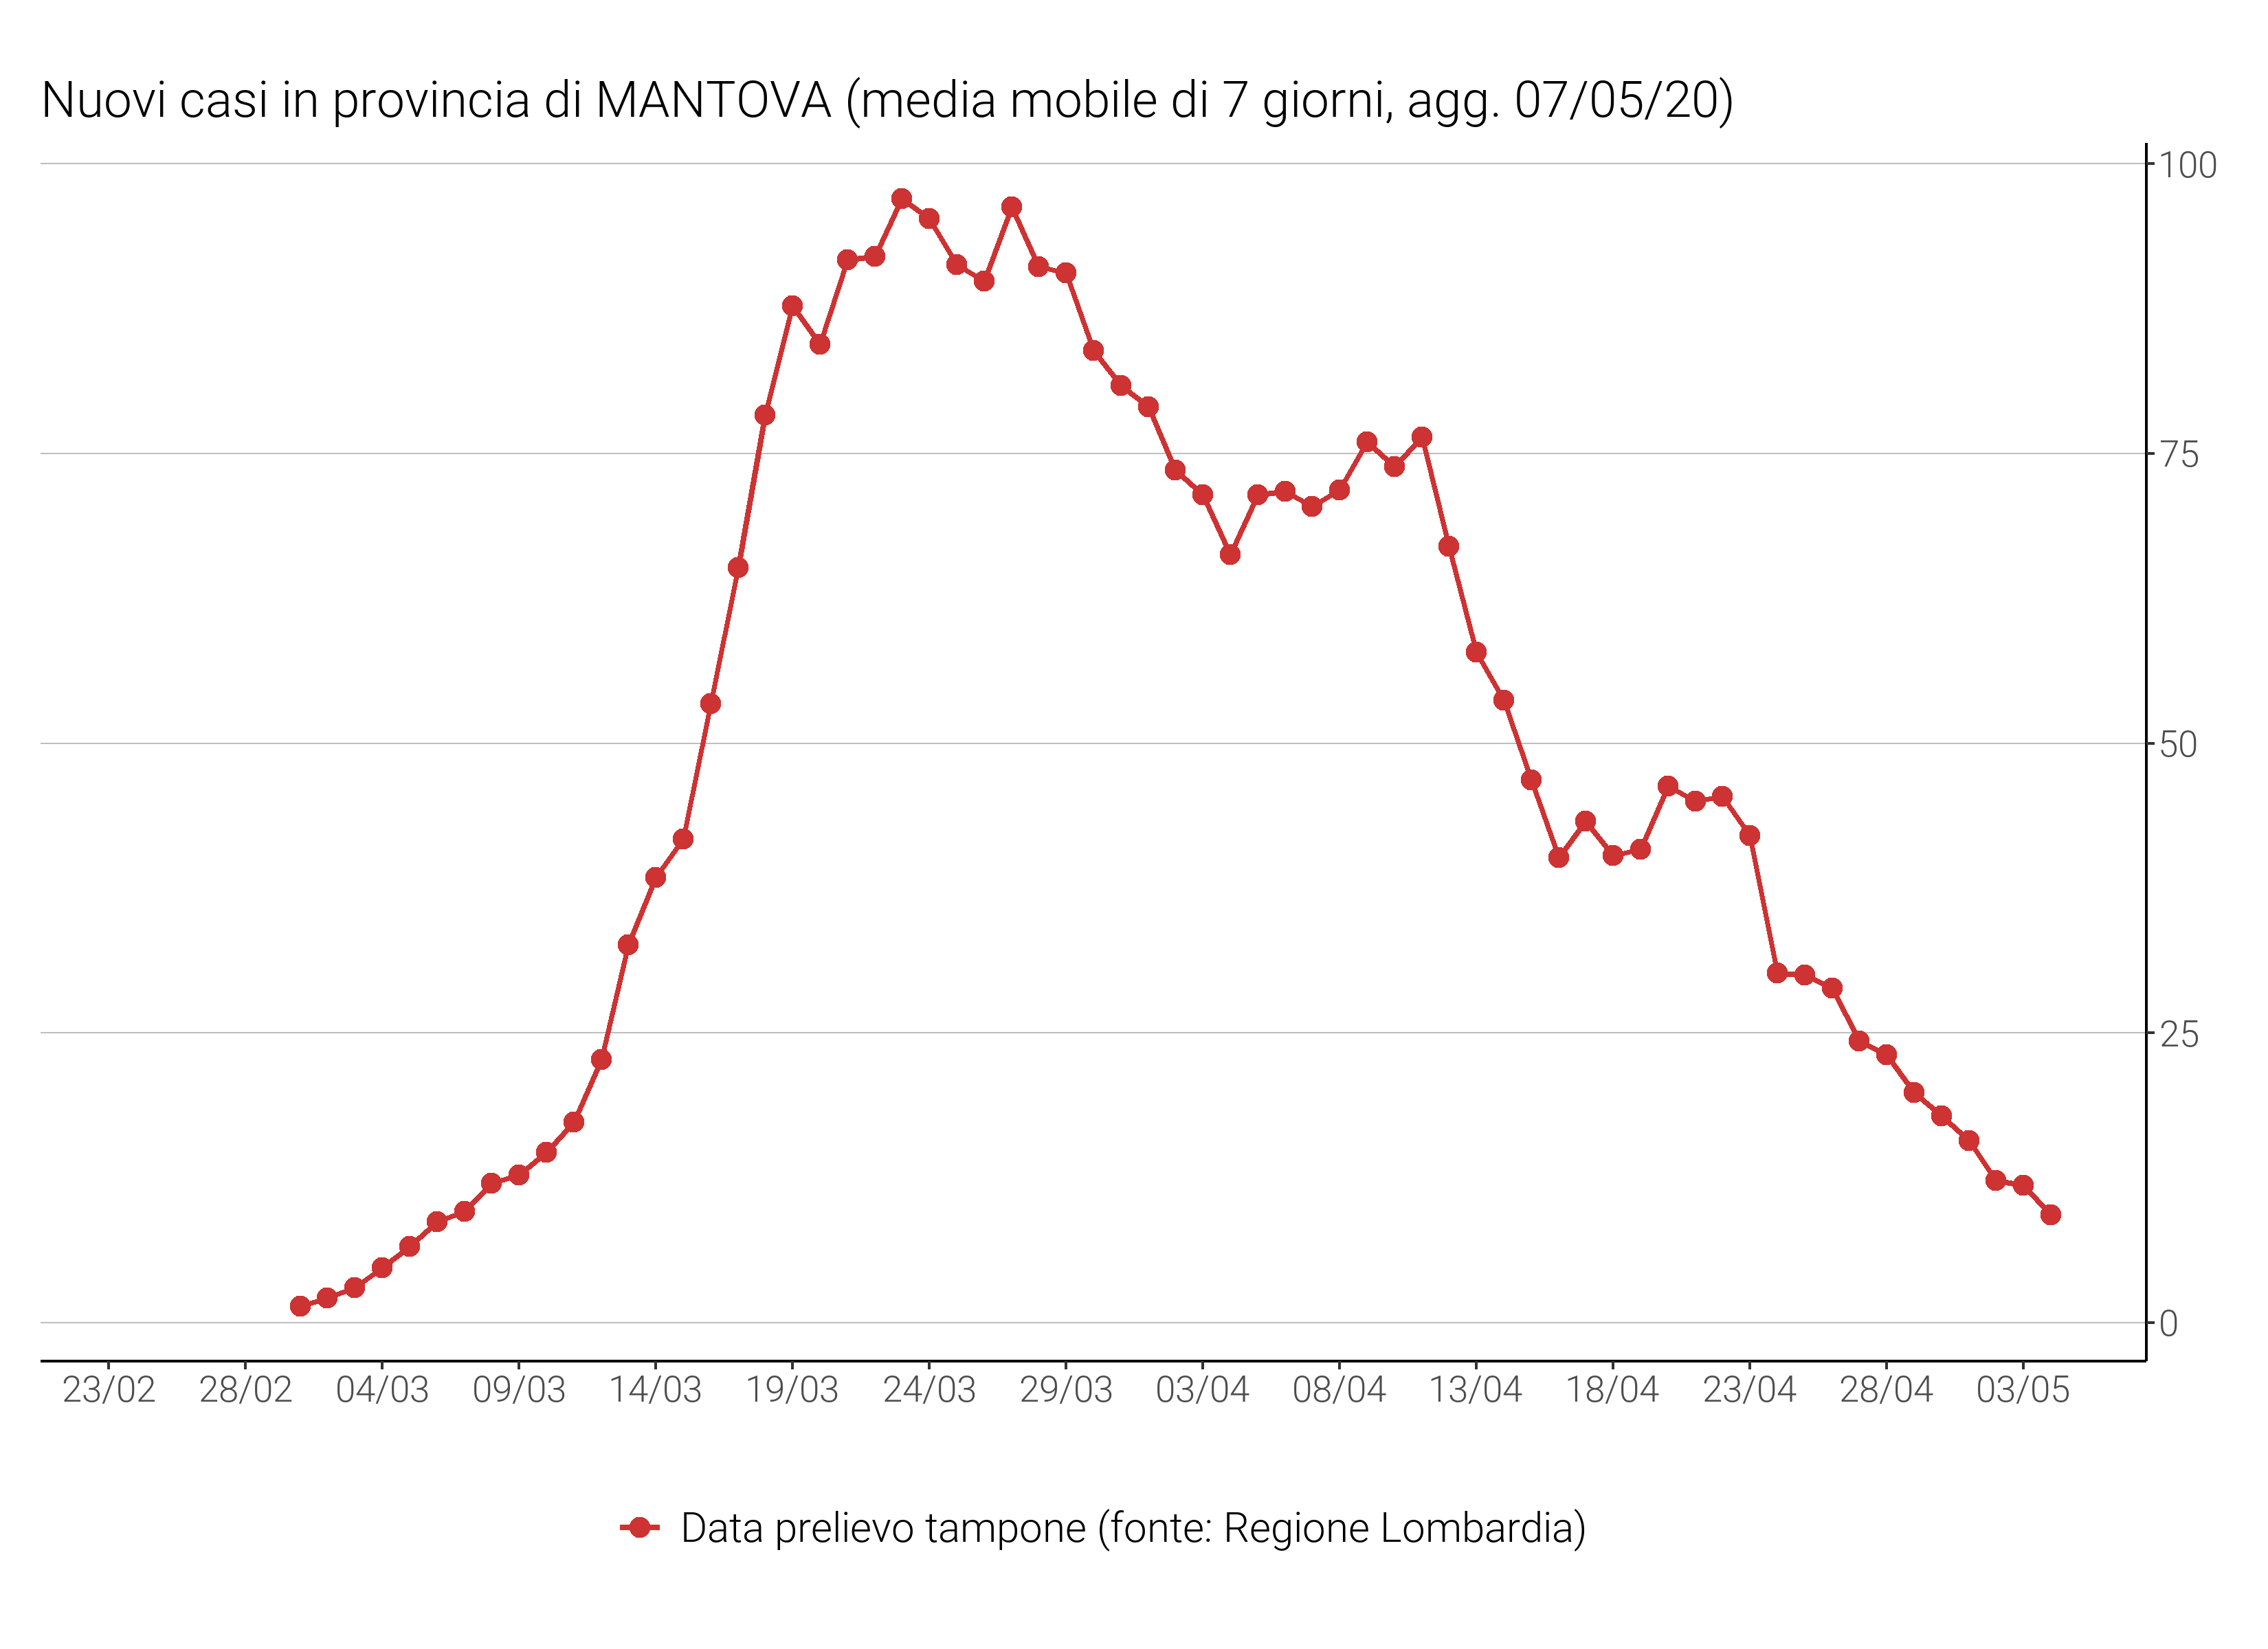 Nuovi casi in provincia di MANTOVA (media mobile di 7 giorni, agg. 07/05/20)
100
75
50
25
0
23/02 28/02 04/03 09/03 14/03 19/03 24/03 29/03 03/04 08/04 13/04 18/04 23/04 28/04 03/05
Data prelievo tampone (fonte: Regione Lombardia)